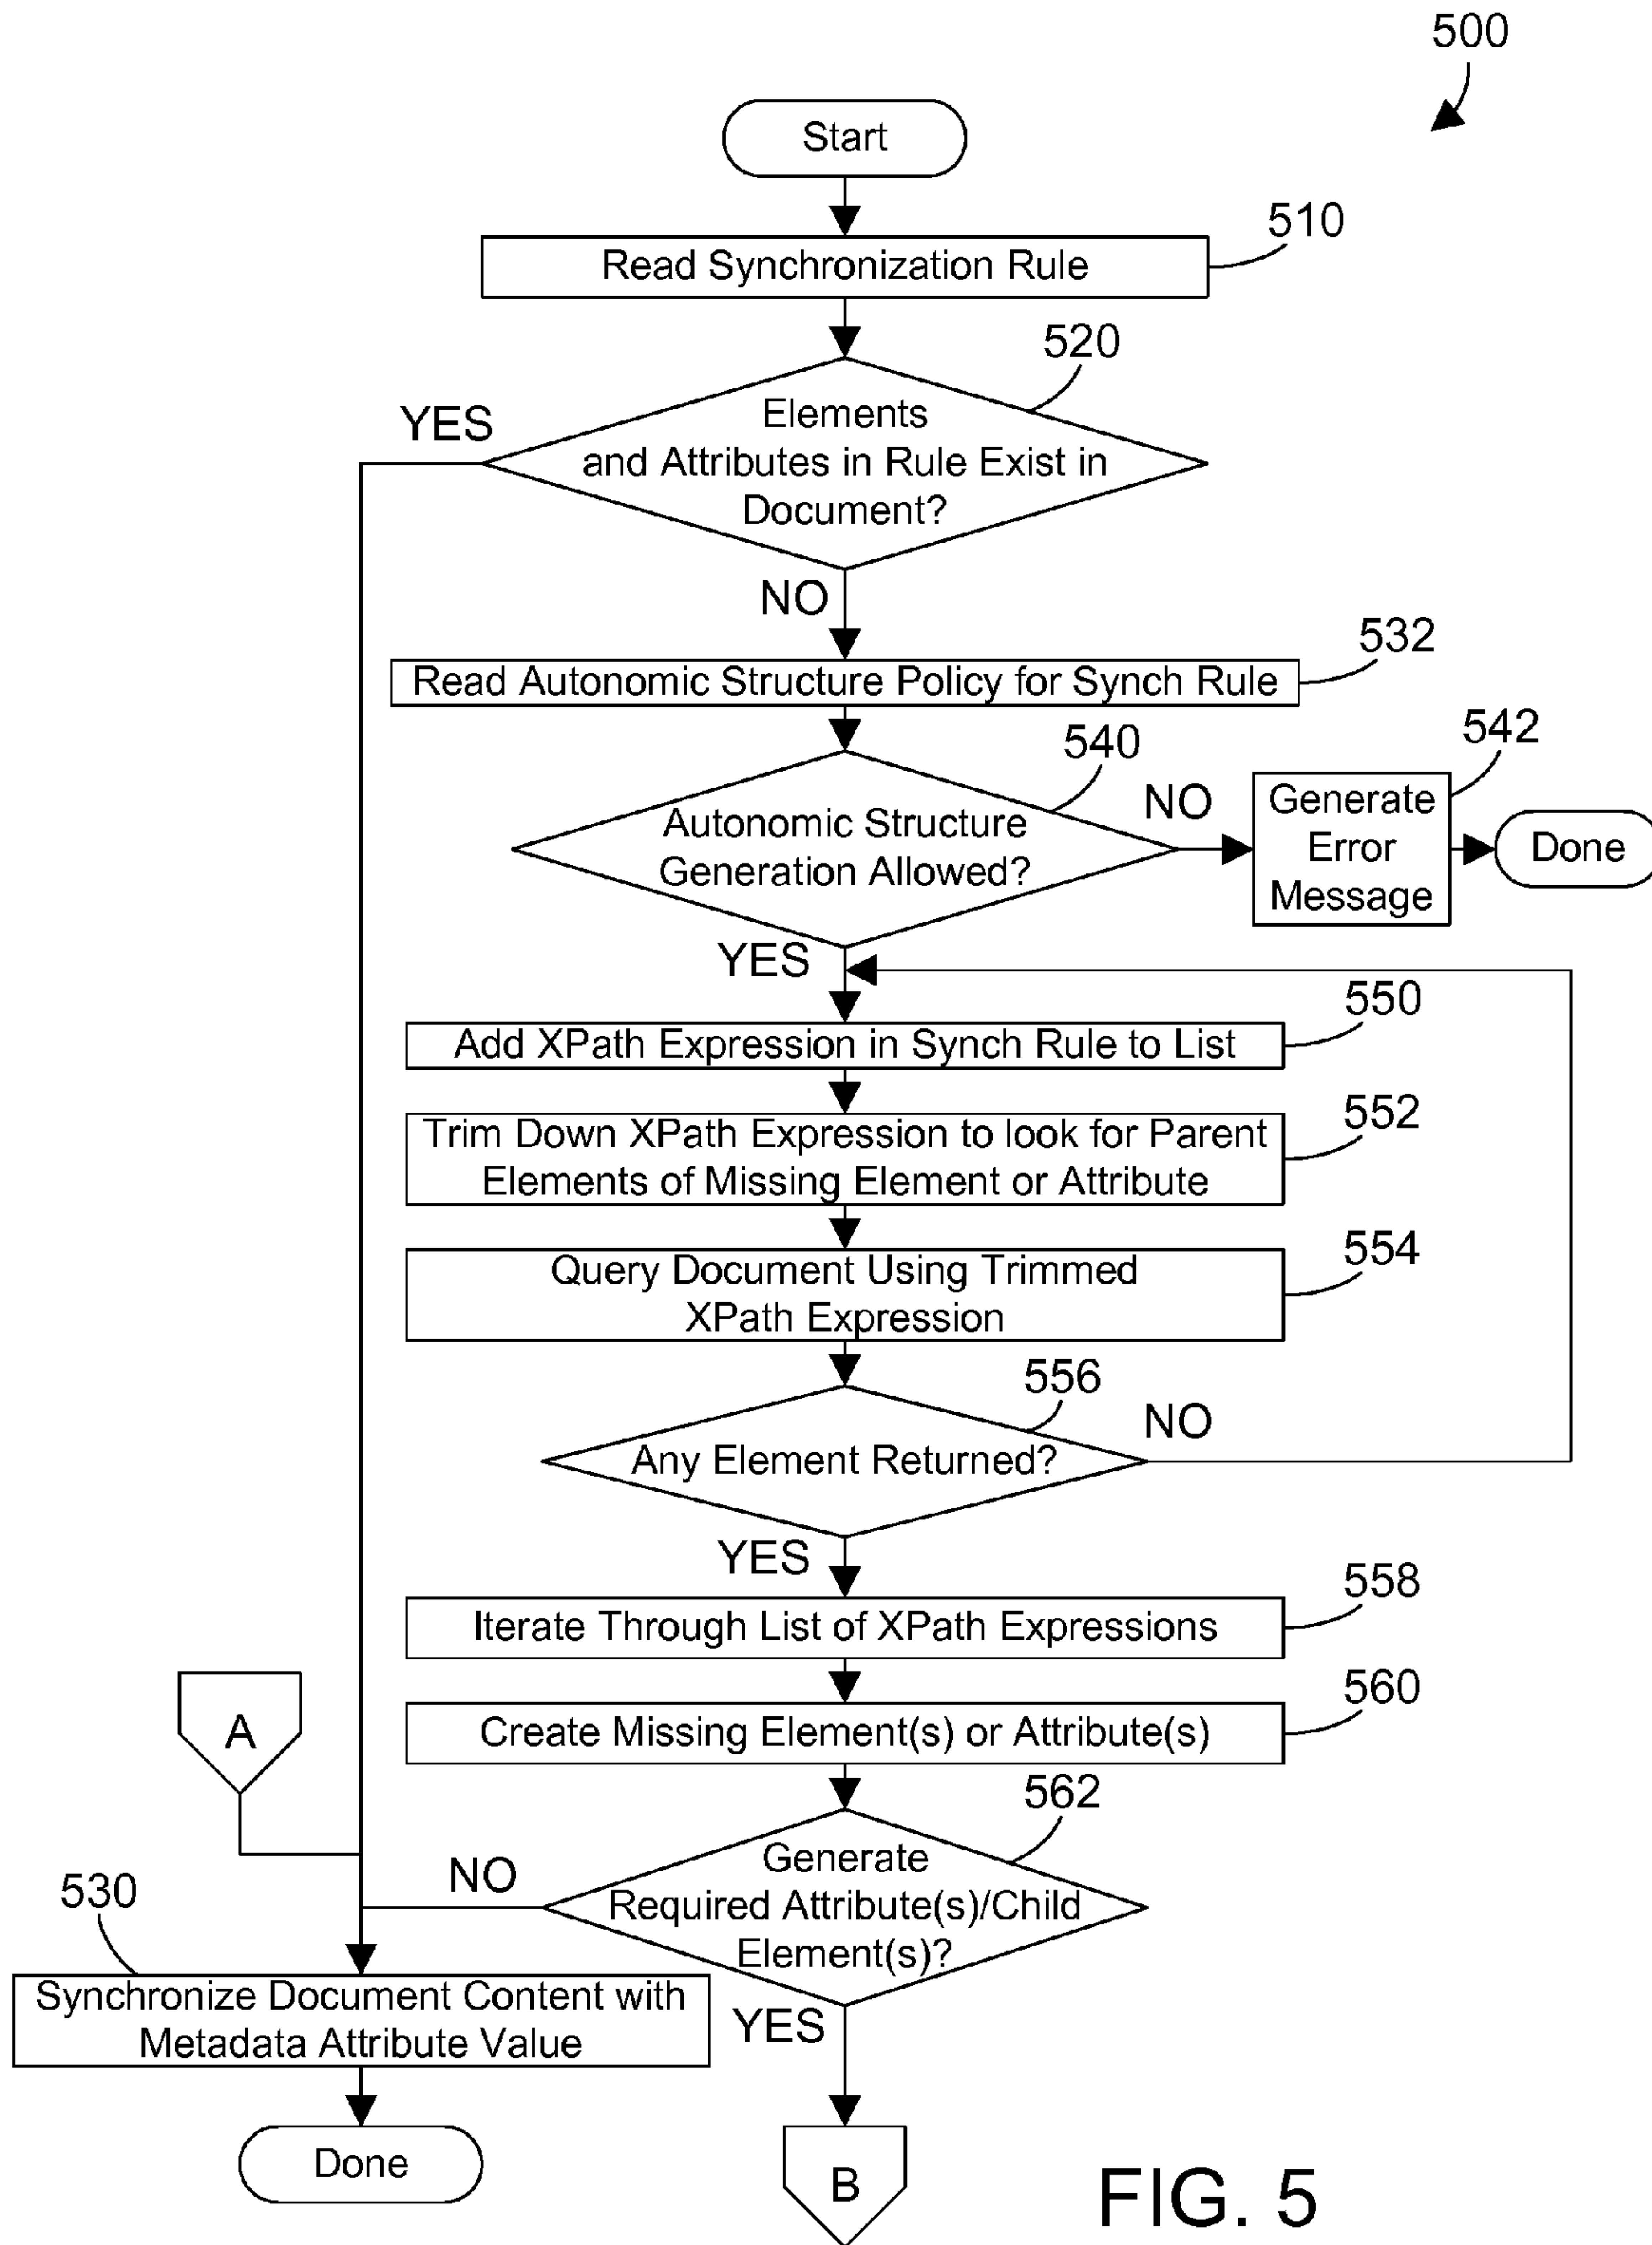 500
Start
510
Read Synchronization Rule
520
YES
Elements
and Attributes in Rule Exist in
Document?
NO
532
Read Autonomic Structure Policy for Synch Rule
540
542
Autonomic Structure
Generation Allowed?
NO
Generate
Error
Message
Done
YES
550
Add XPath Expression in Synch Rule to List
552
Trim Down XPath Expression to look for Parent
Elements of Missing Element or Attribute
554
Query Document Using Trimmed
XPath Expression
556
Any Element Returned?
NO
YES
558
Iterate Through List of XPath Expressions
560
Create Missing Element(s) or Attribute(s)
A
562
Generate
Required Attribute(s)/Child
Element(s)?
NO
530
Synchronize Document Content with
Metadata Attribute Value
YES
Done
B
FIG. 5